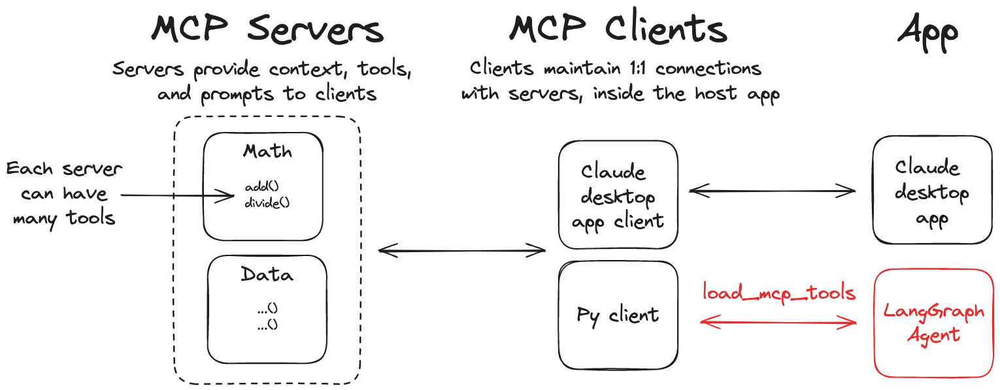 MCP Servers
Servers provide context, tools,
and prompts to clients
MCP Clients
Clients maintain 1:1 connections
with servers, inside the host app
App
Each server
can have
many tools
Math
add()
divide()
Data
...()
...()
Claude
desktop
app client
Py client
load_mcp_tools
Claude
desktop
app
LangGraph
Agent